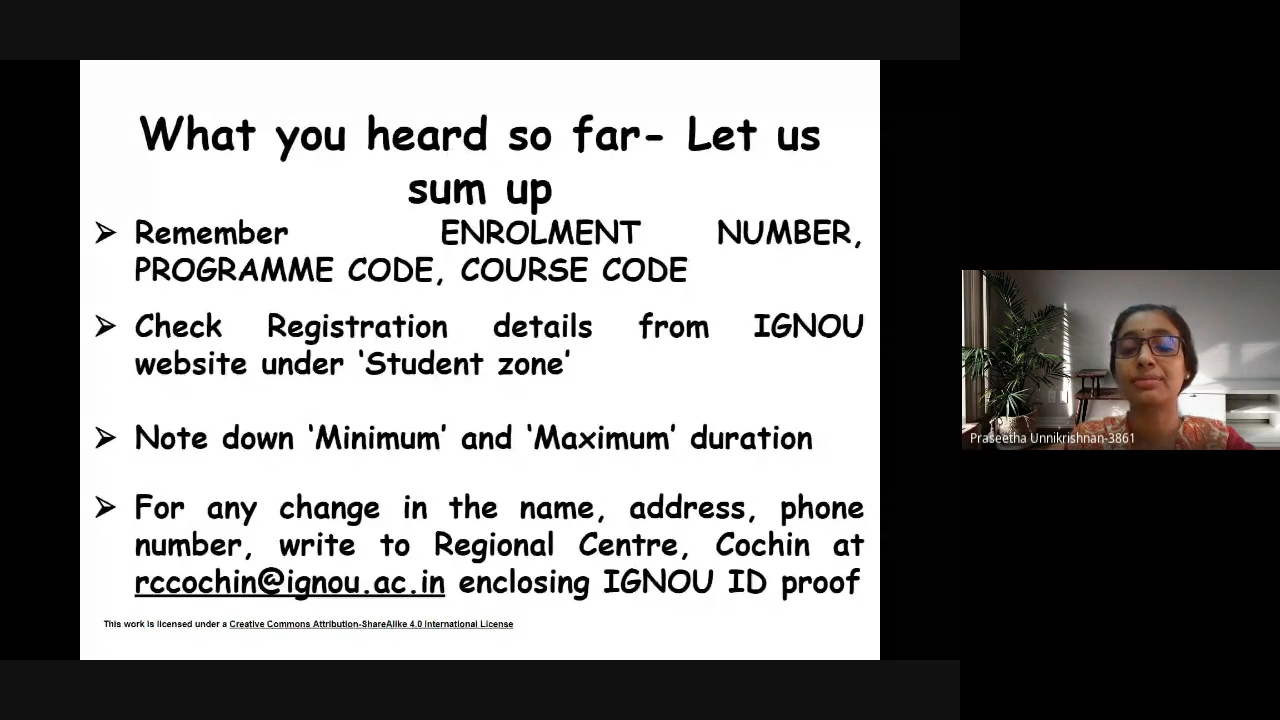 What you heard so far- Let us
sum up
➢ Remember ENROLMENT NUMBER,
PROGRAMME CODE, COURSE CODE
➢ Check Registration details from IGNOU
website under ‘Student zone’
➢ Note down ‘Minimum’ and ‘Maximum’ duration
➢ For any change in the name, address, phone
number, write to Regional Centre, Cochin at
rccochin@ignou.ac.in enclosing IGNOU ID proof
This work is licensed under a Creative Commons Attribution-ShareAlike 4.0 International License
Praseetha Unnikrishnan-3861